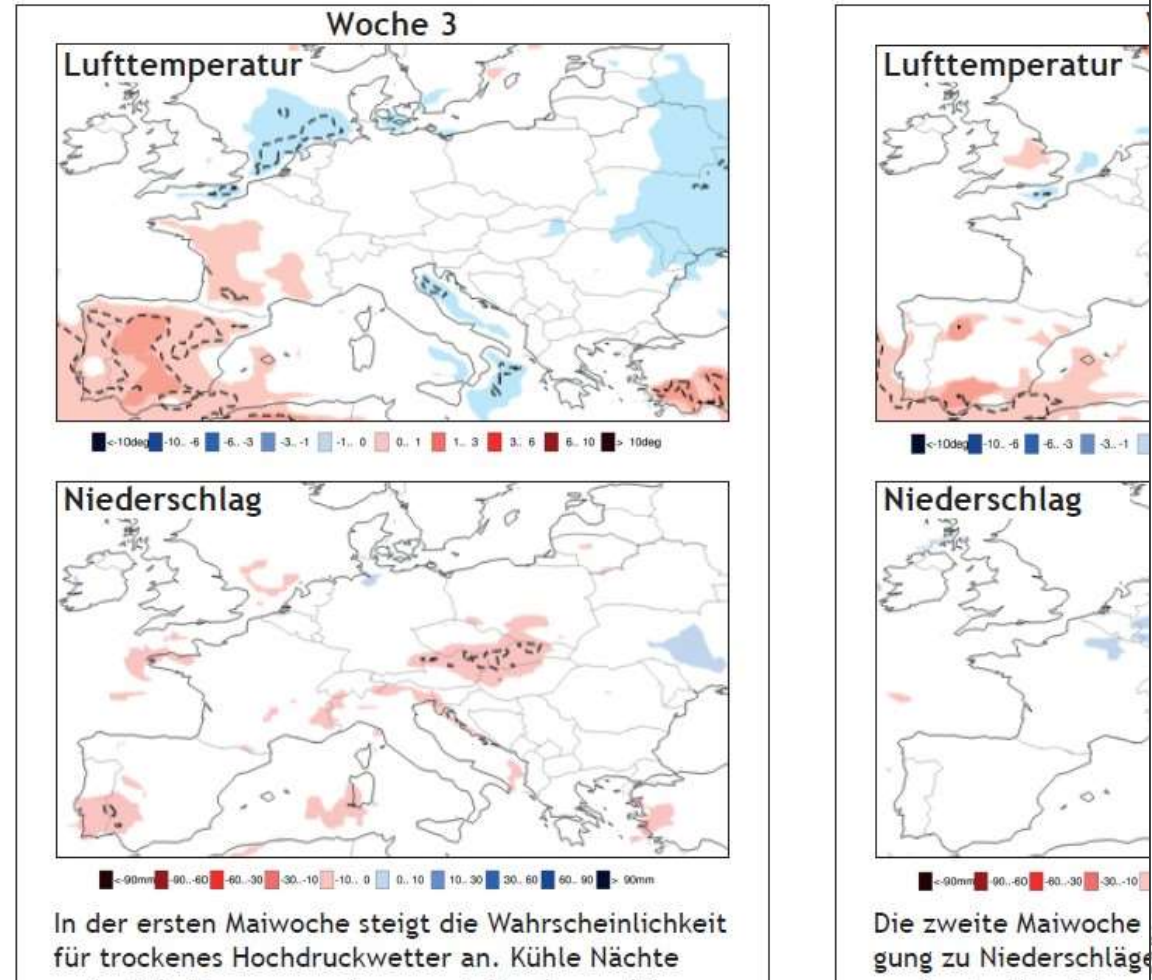 Woche 3
Lufttemperatur
<-10deg -10.. -6 -6.. -3 -3.. -1 -1.. 0 0.. 1 1.. 3 3.. 6 6.. 10 > 10deg
Niederschlag
<-90mm -90.. -60 -60.. -30 -30.. -10 -10.. 0 0.. 10 10.. 30 30.. 60 60.. 90 > 90mm
In der ersten Maiwoche steigt die Wahrscheinlichkeit
für trockenes Hochdruckwetter an. Kühle Nächte
Lufttemperatur
<-10deg -10.. -6 -6.. -3 -3.. -1
Niederschlag
<-90mm -90.. -60 -60.. -30 -30.. -10
Die zweite Maiwoche
gung zu Niederschläge